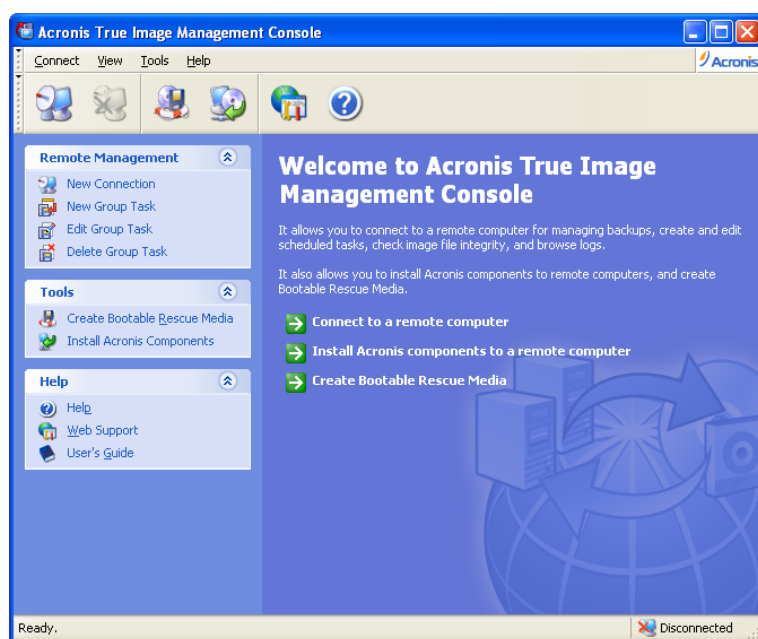 Acronis True Image Management Console
Connect View Tools Help
Acronis
Remote Management
New Connection
New Group Task
Edit Group Task
Delete Group Task
Tools
Create Bootable Rescue Media
Install Acronis Components
Help
Help
Web Support
User's Guide
Welcome to Acronis True Image
Management Console
It allows you to connect to a remote computer for managing backups, create and edit
scheduled tasks, check image file integrity, and browse logs.
It also allows you to install Acronis components to remote computers, and create
Bootable Rescue Media.
Connect to a remote computer
Install Acronis components to a remote computer
Create Bootable Rescue Media
Ready.
Disconnected